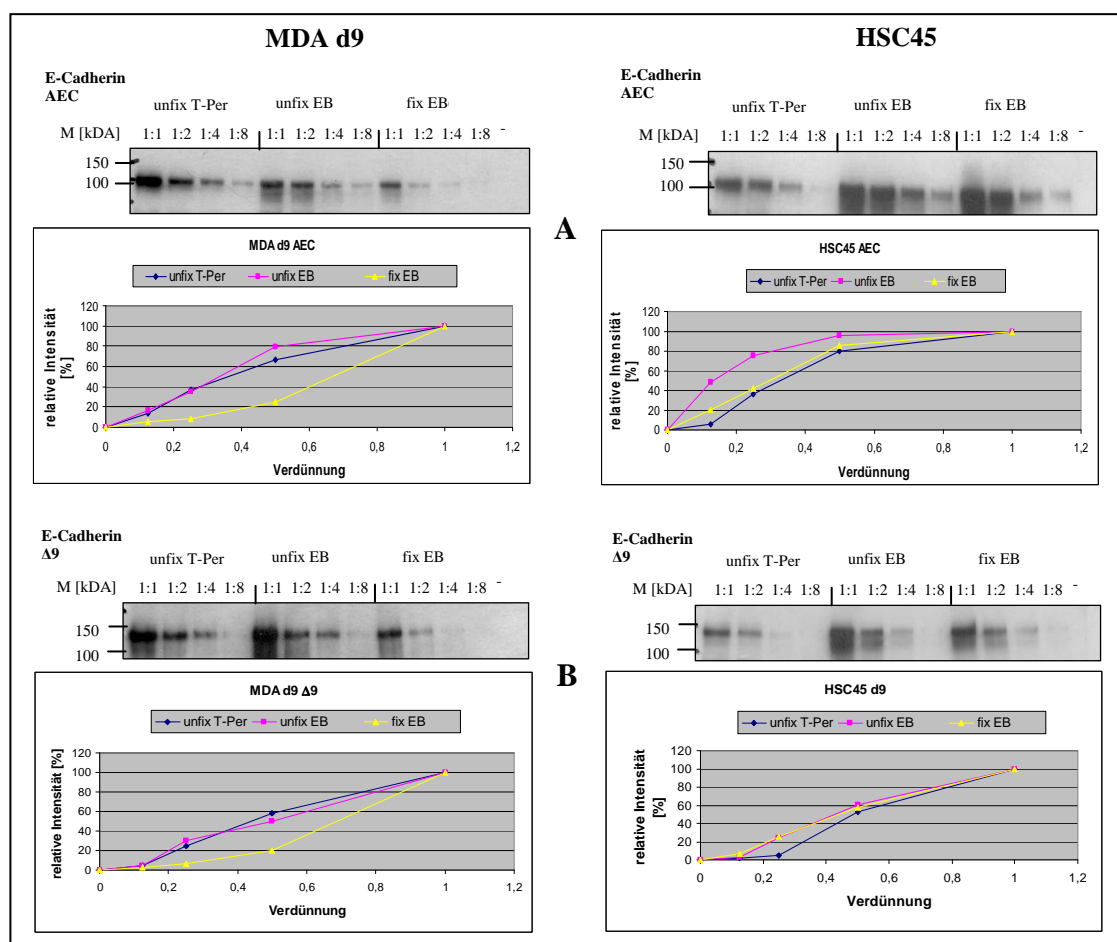 MDA d9
E-Cadherin
AEC
unfix T-Per unfix EB fix EB
M [kDA] 1:1 1:2 1:4 1:8 1:1 1:2 1:4 1:8 1:1 1:2 1:4 1:8 -
150
100
MDA d9 AEC
unfix T-Per unfix EB fix EB
relative Intensität
[%]
120
100
80
60
40
20
0
0 0,2 0,4 0,6 0,8 1 1,2
Verdünnung
HSC45
E-Cadherin
AEC
unfix T-Per unfix EB fix EB
M [kDA] 1:1 1:2 1:4 1:8 1:1 1:2 1:4 1:8 1:1 1:2 1:4 1:8 -
150
100
HSC45 AEC
unfix T-Per unfix EB fix EB
relative Intensität
[%]
120
100
80
60
40
20
0
0 0,2 0,4 0,6 0,8 1 1,2
Verdünnung
A
E-Cadherin
Δ9
unfix T-Per unfix EB fix EB
M [kDA] 1:1 1:2 1:4 1:8 1:1 1:2 1:4 1:8 1:1 1:2 1:4 1:8 -
150
100
MDA d9 Δ9
unfix T-Per unfix EB fix EB
relative Intensität [%]
120
100
80
60
40
20
0
0 0,2 0,4 0,6 0,8 1 1,2
Verdünnung
E-Cadherin
Δ9
unfix T-Per unfix EB fix EB
M [kDA] 1:1 1:2 1:4 1:8 1:1 1:2 1:4 1:8 1:1 1:2 1:4 1:8 -
150
100
HSC45 d9
unfix T-Per unfix EB fix EB
relative Intensität
[%]
120
100
80
60
40
20
0
0 0,2 0,4 0,6 0,8 1 1,2
Verdünnung
B